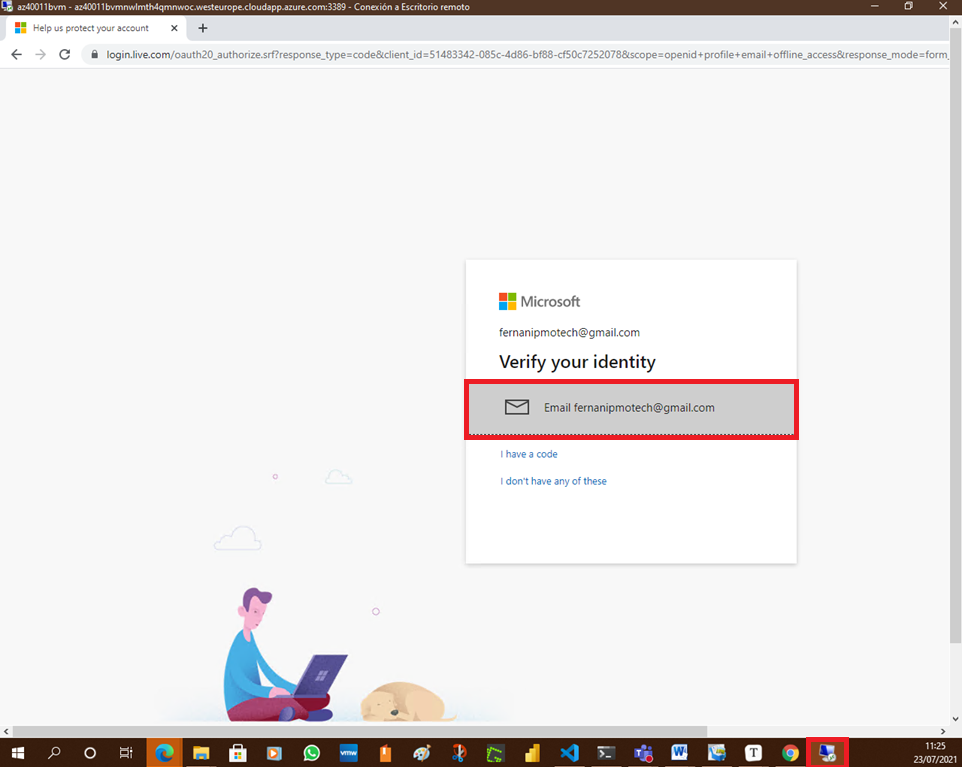 az40011bvm - az40011bvmnwlmth4qmnwoc.westeurope.cloudapp.azure.com:3389 - Conexión a Escritorio remoto
Help us protect your account
login.live.com/oauth20_authorize.srf?response_type=code&client_id=51483342-085c-4d86-bf88-cf50c7252078&scope=openid+profile+email+offline_access&response_mode=form_
Microsoft
fernanipmotech@gmail.com
Verify your identity
Email fernanipmotech@gmail.com
I have a code
I don't have any of these
vmw
W
T
11:25
23/07/2021